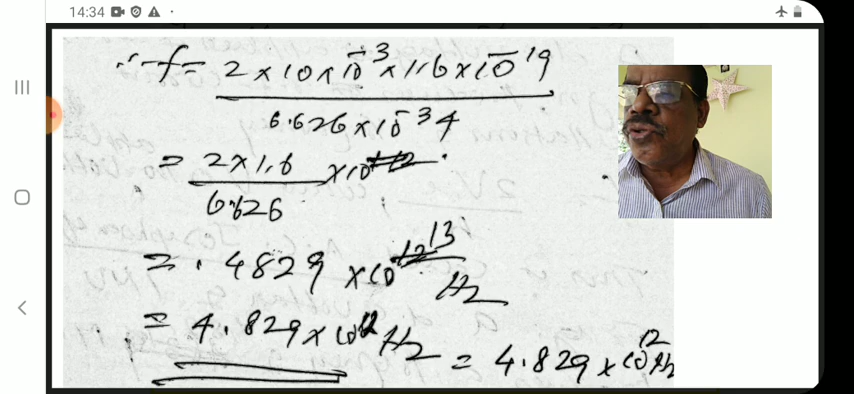 14:34
∴ f = 2 × 10 × 10⁻³ × 1.6 × 10⁻¹⁹
6.626 × 10⁻³⁴
= 2 × 1.6 × 10
6.626
= .4829 × 10¹³ Hz
= 4.829 × 10¹² Hz = 4.829 × 10¹² Hz